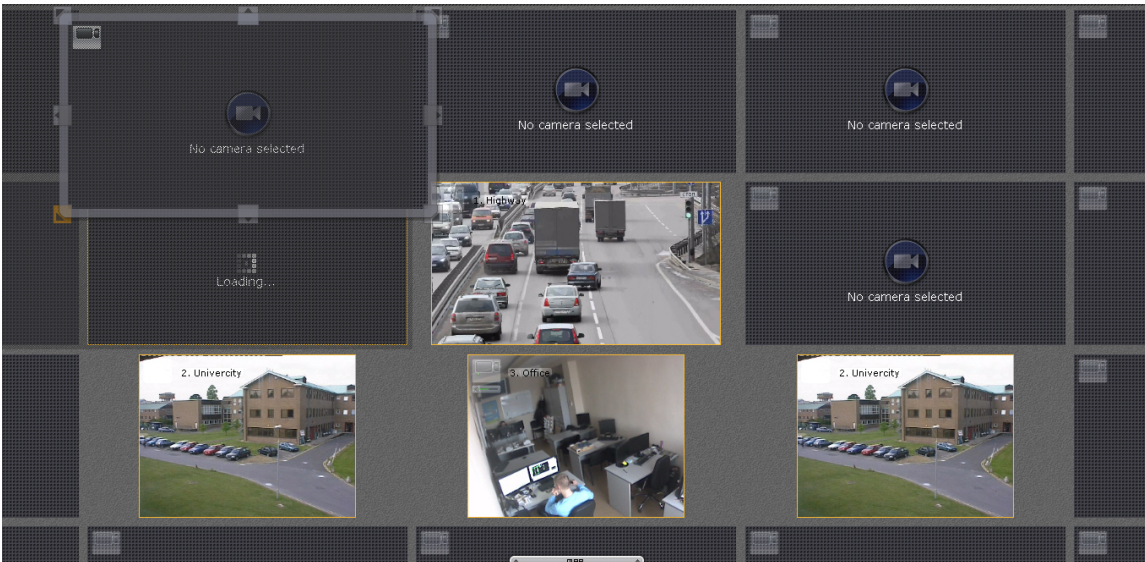 No camera selected
No camera selected
No camera selected
1. Highway
Loading...
No camera selected
2. Univercity
3. Office
2. Univercity